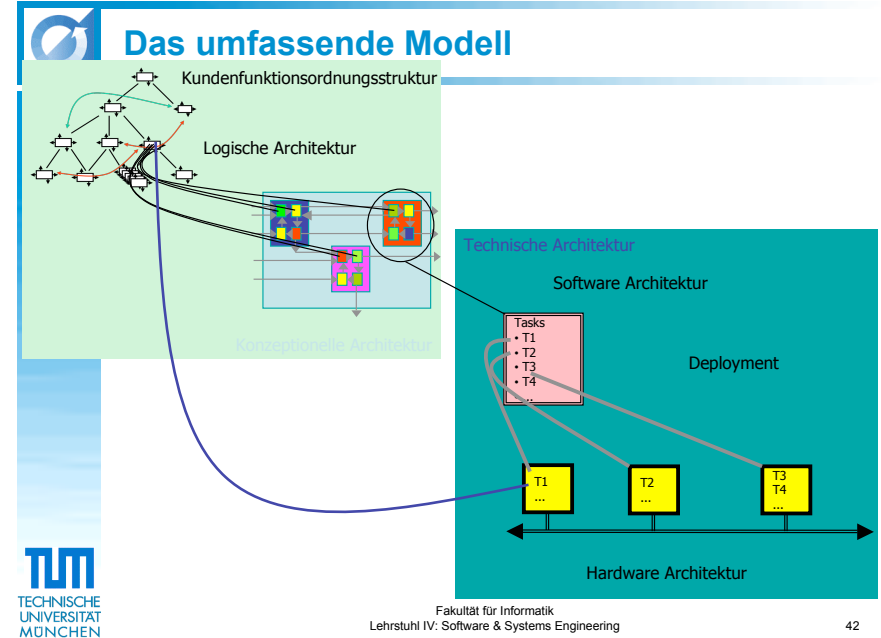 Das umfassende Modell
Kundenfunktionsordnungsstruktur
Logische Architektur
Konzeptionelle Architektur
Technische Architektur
Software Architektur
Tasks
• T1
• T2
• T3
• T4
....
Deployment
T1
...
T2
...
T3
T4
...
Hardware Architektur
TUM
TECHNISCHE
UNIVERSITÄT
MÜNCHEN
Fakultät für Informatik
Lehrstuhl IV: Software & Systems Engineering
42